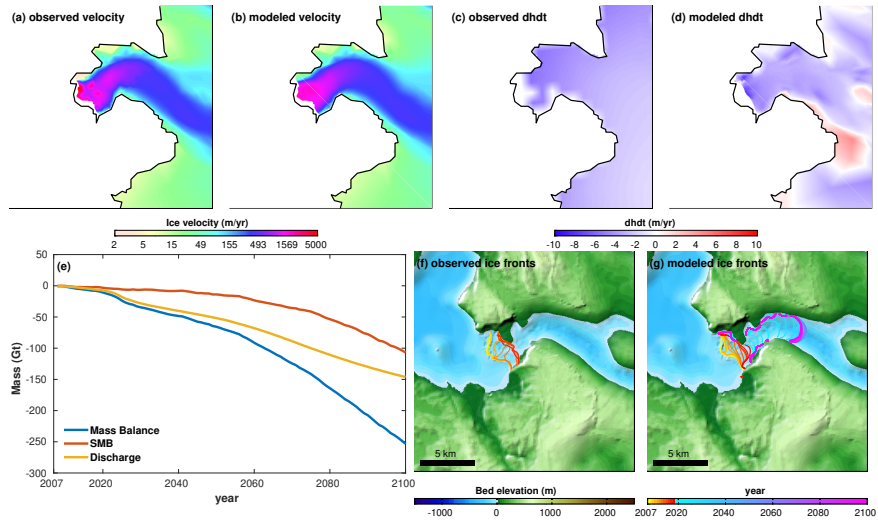 (a) observed velocity
(b) modeled velocity
(c) observed dhdt
(d) modeled dhdt
Ice velocity (m/yr)
2 5 15 49 155 493 1569 5000
dhdt (m/yr)
-10 -8 -6 -4 -2 0 2 4 6 8 10
(e)
50
0
-50
-100
-150
-200
-250
-300
Mass (Gt)
Mass Balance
SMB
Discharge
2007 2020 2040 2060 2080 2100
year
(f) observed ice fronts
5 km
(g) modeled ice fronts
5 km
Bed elevation (m)
-1000 0 1000 2000
year
2007 2020 2040 2060 2080 2100